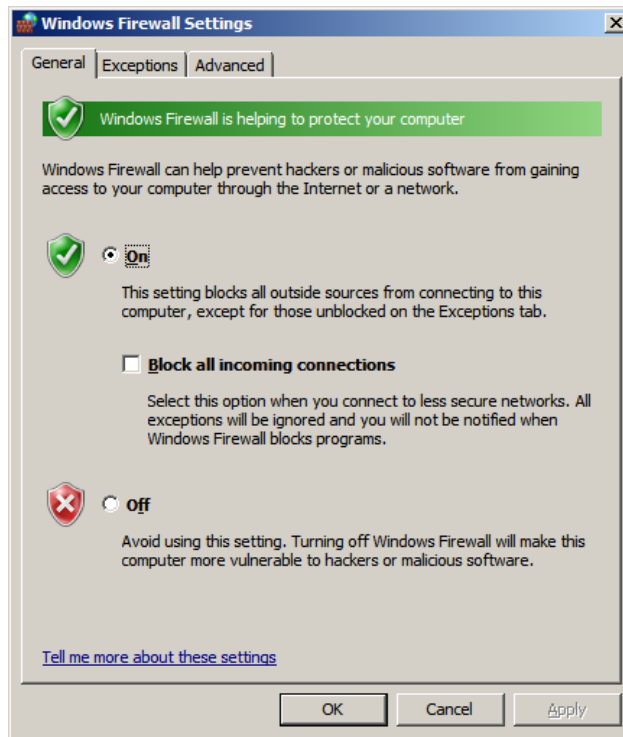 Windows Firewall Settings
General
Exceptions
Advanced
Windows Firewall is helping to protect your computer
Windows Firewall can help prevent hackers or malicious software from gaining
access to your computer through the Internet or a network.
On
This setting blocks all outside sources from connecting to this
computer, except for those unblocked on the Exceptions tab.
Block all incoming connections
Select this option when you connect to less secure networks. All
exceptions will be ignored and you will not be notified when
Windows Firewall blocks programs.
Off
Avoid using this setting. Turning off Windows Firewall will make this
computer more vulnerable to hackers or malicious software.
Tell me more about these settings
OK
Cancel
Apply